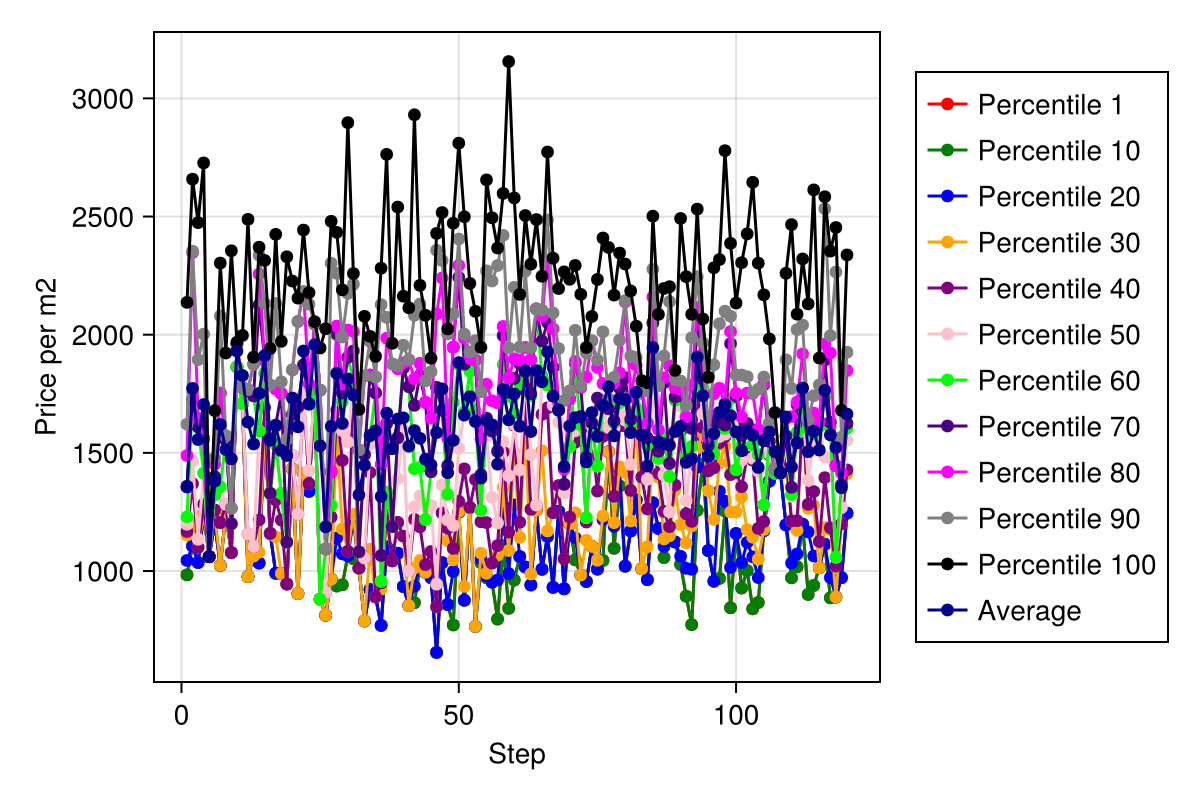 3000
2500
2000
1500
1000
Price per m2
0
50
100
Step
Percentile 1
Percentile 10
Percentile 20
Percentile 30
Percentile 40
Percentile 50
Percentile 60
Percentile 70
Percentile 80
Percentile 90
Percentile 100
Average